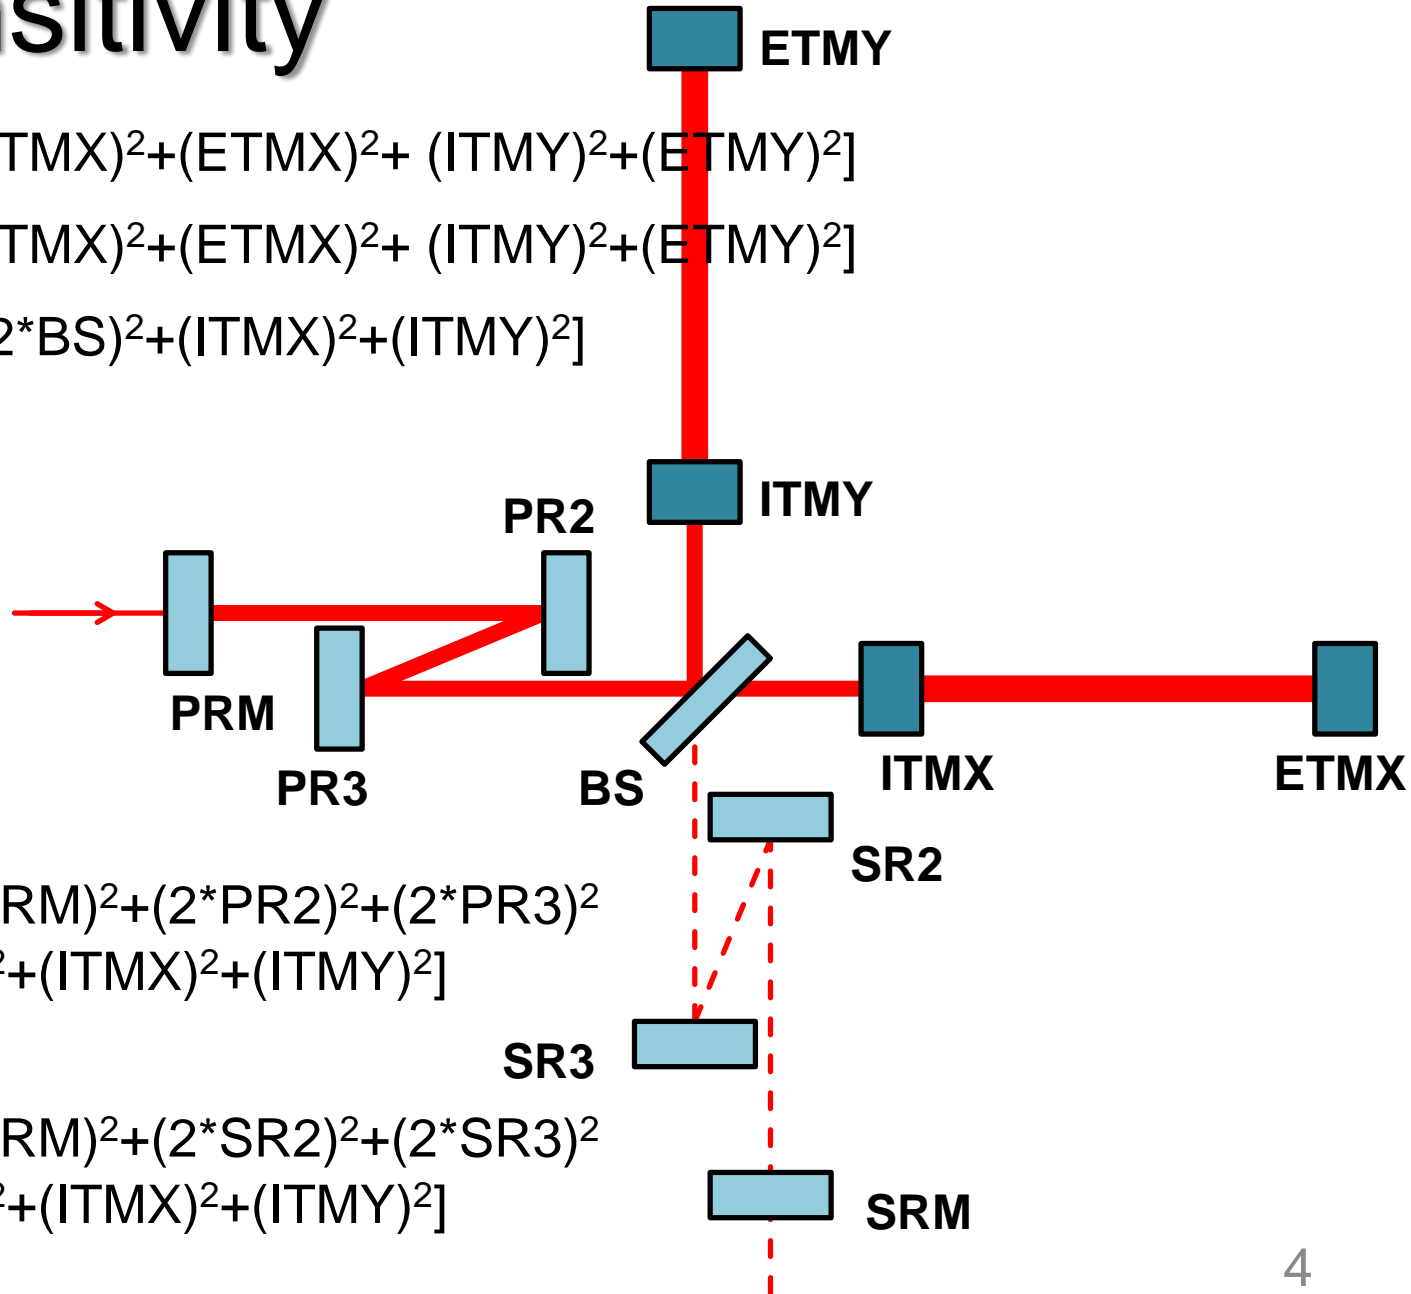 nsitivity
ETMY
TMX)²+(ETMX)²+ (ITMY)²+(ETMY)²]
TMX)²+(ETMX)²+ (ITMY)²+(ETMY)²]
2*BS)²+(ITMX)²+(ITMY)²]
ITMY
PR2
PRM
PR3
BS
ITMX
ETMX
SR2
RM)²+(2*PR2)²+(2*PR3)²
²+(ITMX)²+(ITMY)²]
SR3
RM)²+(2*SR2)²+(2*SR3)²
²+(ITMX)²+(ITMY)²]
SRM
4